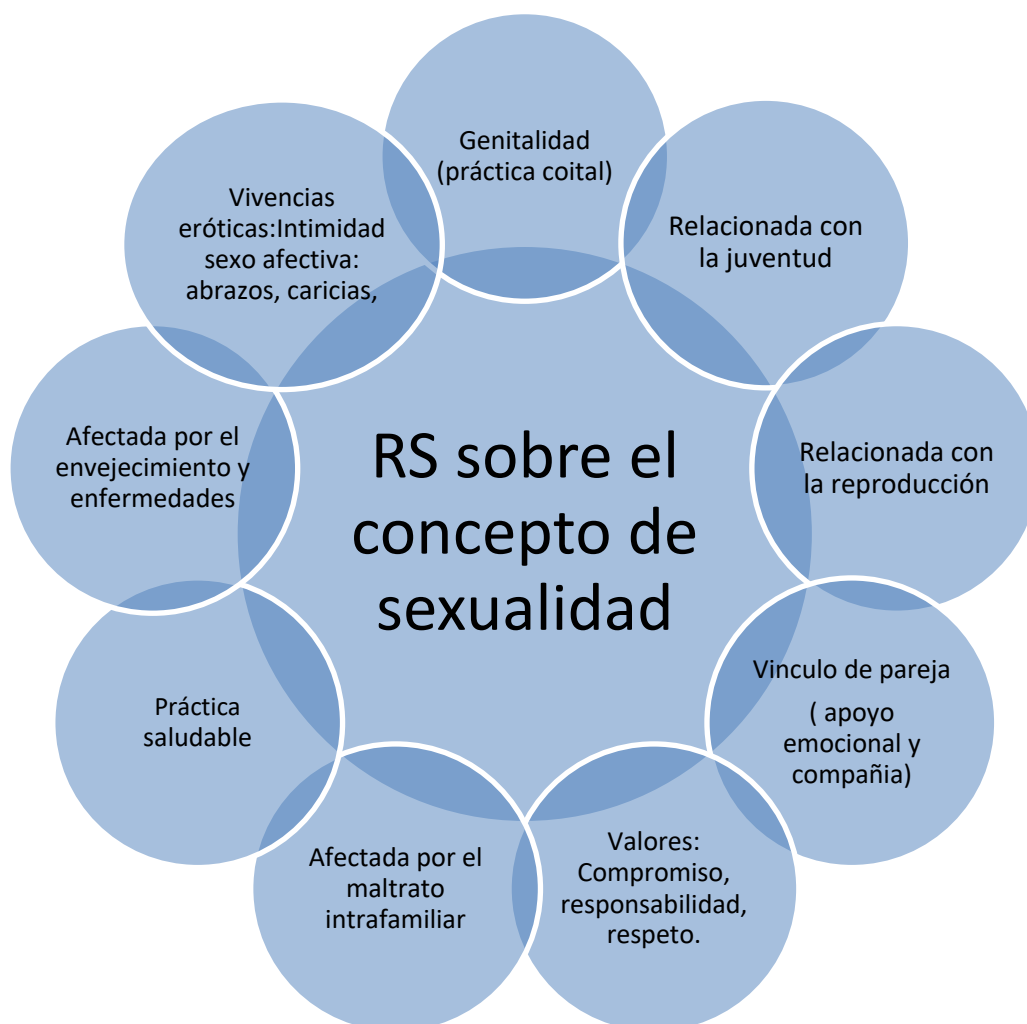 Genitalidad
(práctica coital)
Relacionada con
la juventud
Relacionada con
la reproducción
Vinculo de pareja
( apoyo
emocional y
compañia)
Valores:
Compromiso,
responsabilidad,
respeto.
Afectada por el
maltrato
intrafamiliar
Práctica
saludable
Afectada por el
envejecimiento y
enfermedades
Vivencias
eróticas:Intimidad
sexo afectiva:
abrazos, caricias,
RS sobre el
concepto de
sexualidad